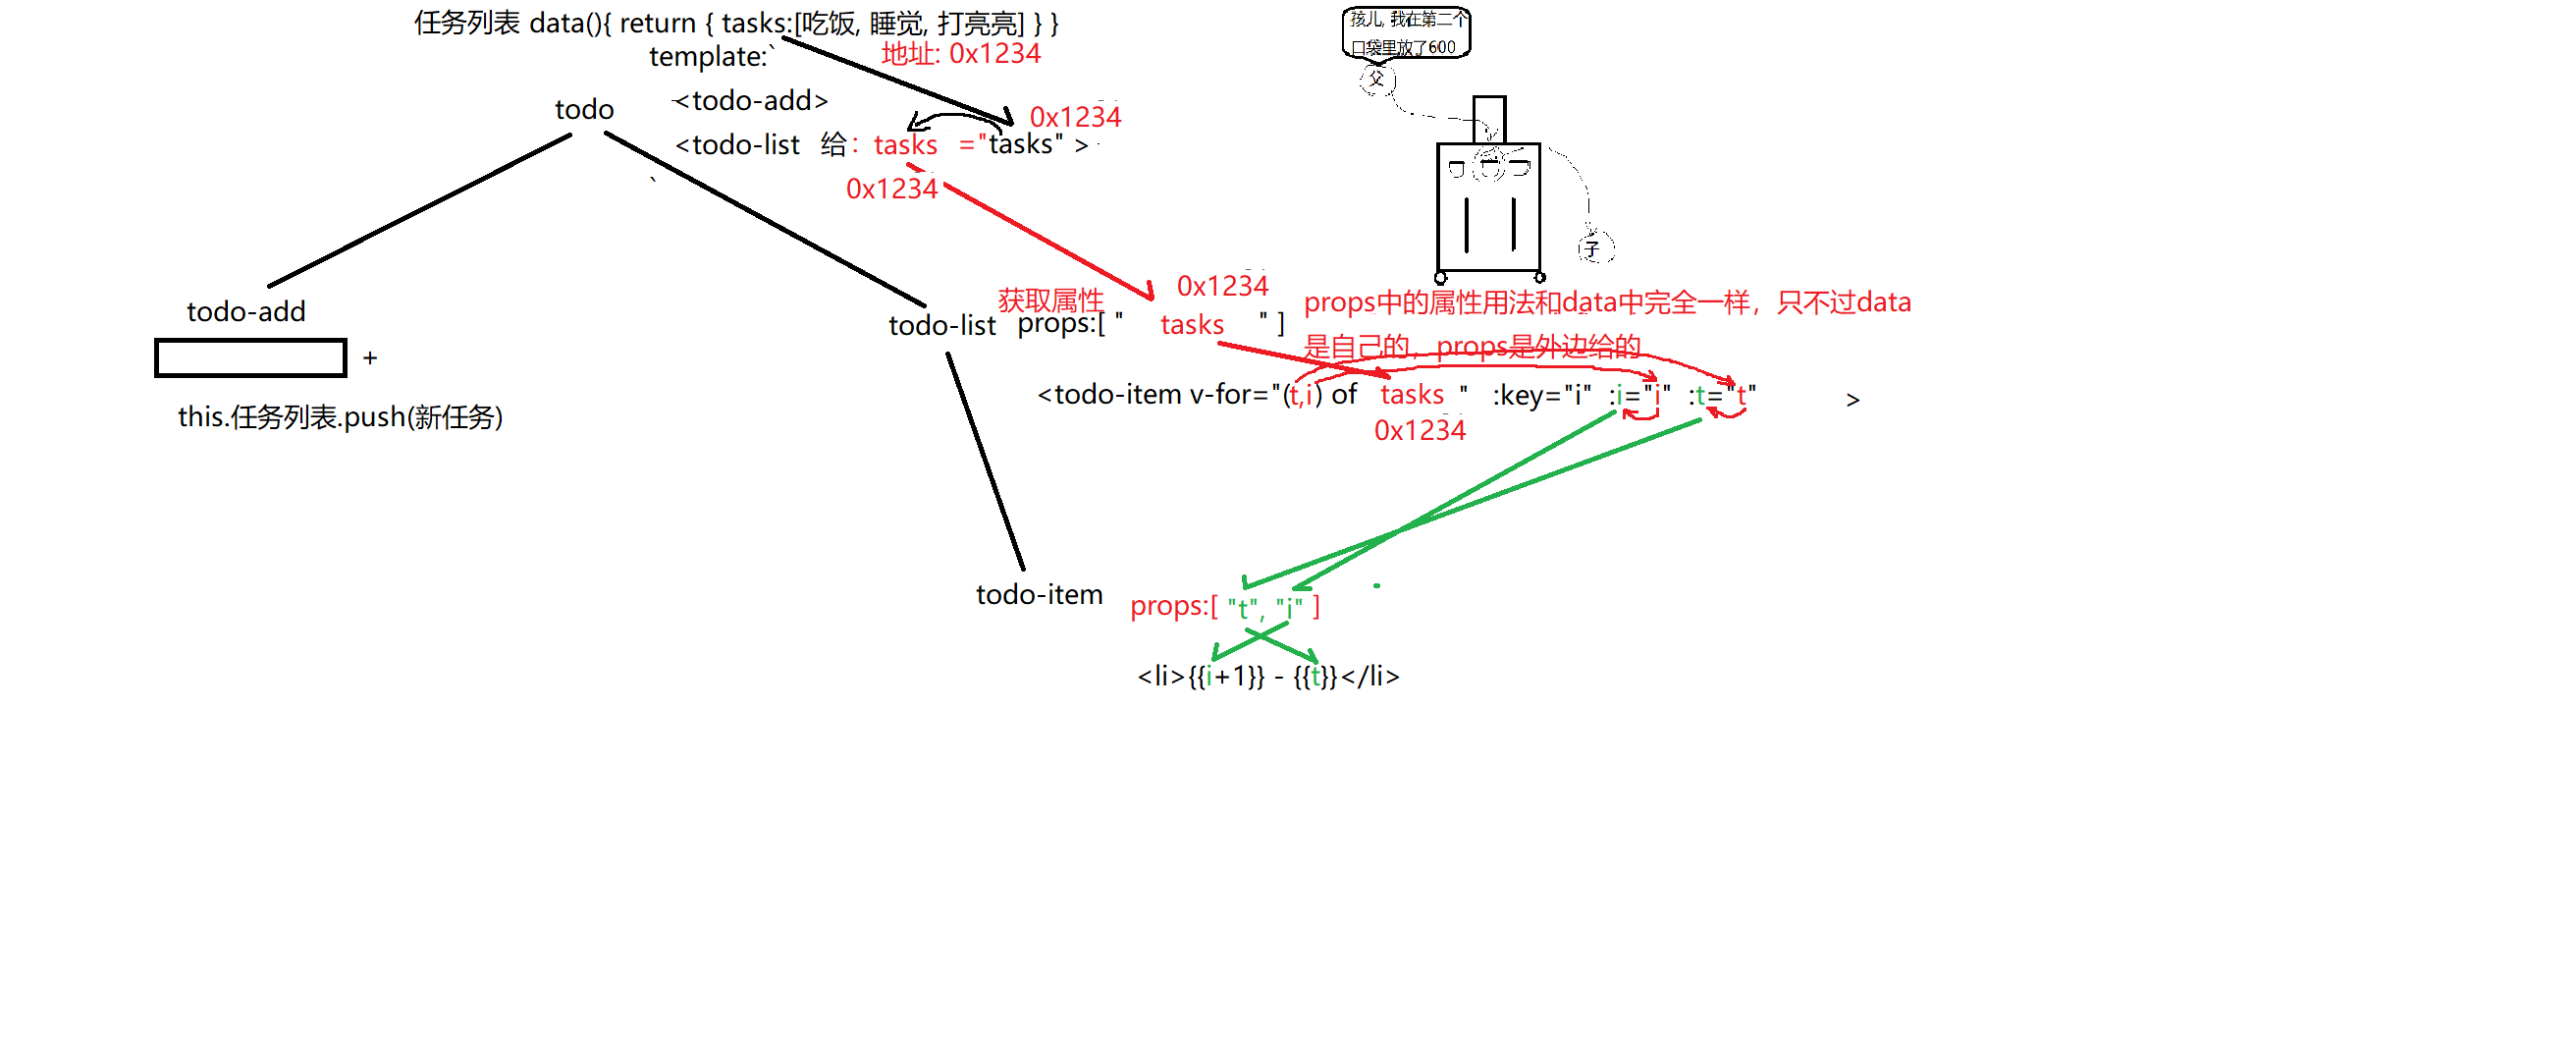 任务列表 data(){ return { tasks:[吃饭, 睡觉, 打亮亮] } }
template:`
地址: 0x1234
孩儿, 我在第二个
口袋里放了600
父
<todo-add>
todo
0x1234
<todo-list 给：tasks ="tasks" >
0x1234
`
子
todo-add
获取属性
0x1234
props中的属性用法和data中完全一样，只不过data
是自己的，props是外边给的
todo-list props:[ " tasks " ]
+
<todo-item v-for="(t,i) of tasks " :key="i" :i="i" :t="t" >
0x1234
this.任务列表.push(新任务)
todo-item props:[ "t", "i" ]
<li>{{i+1}} - {{t}}</li>